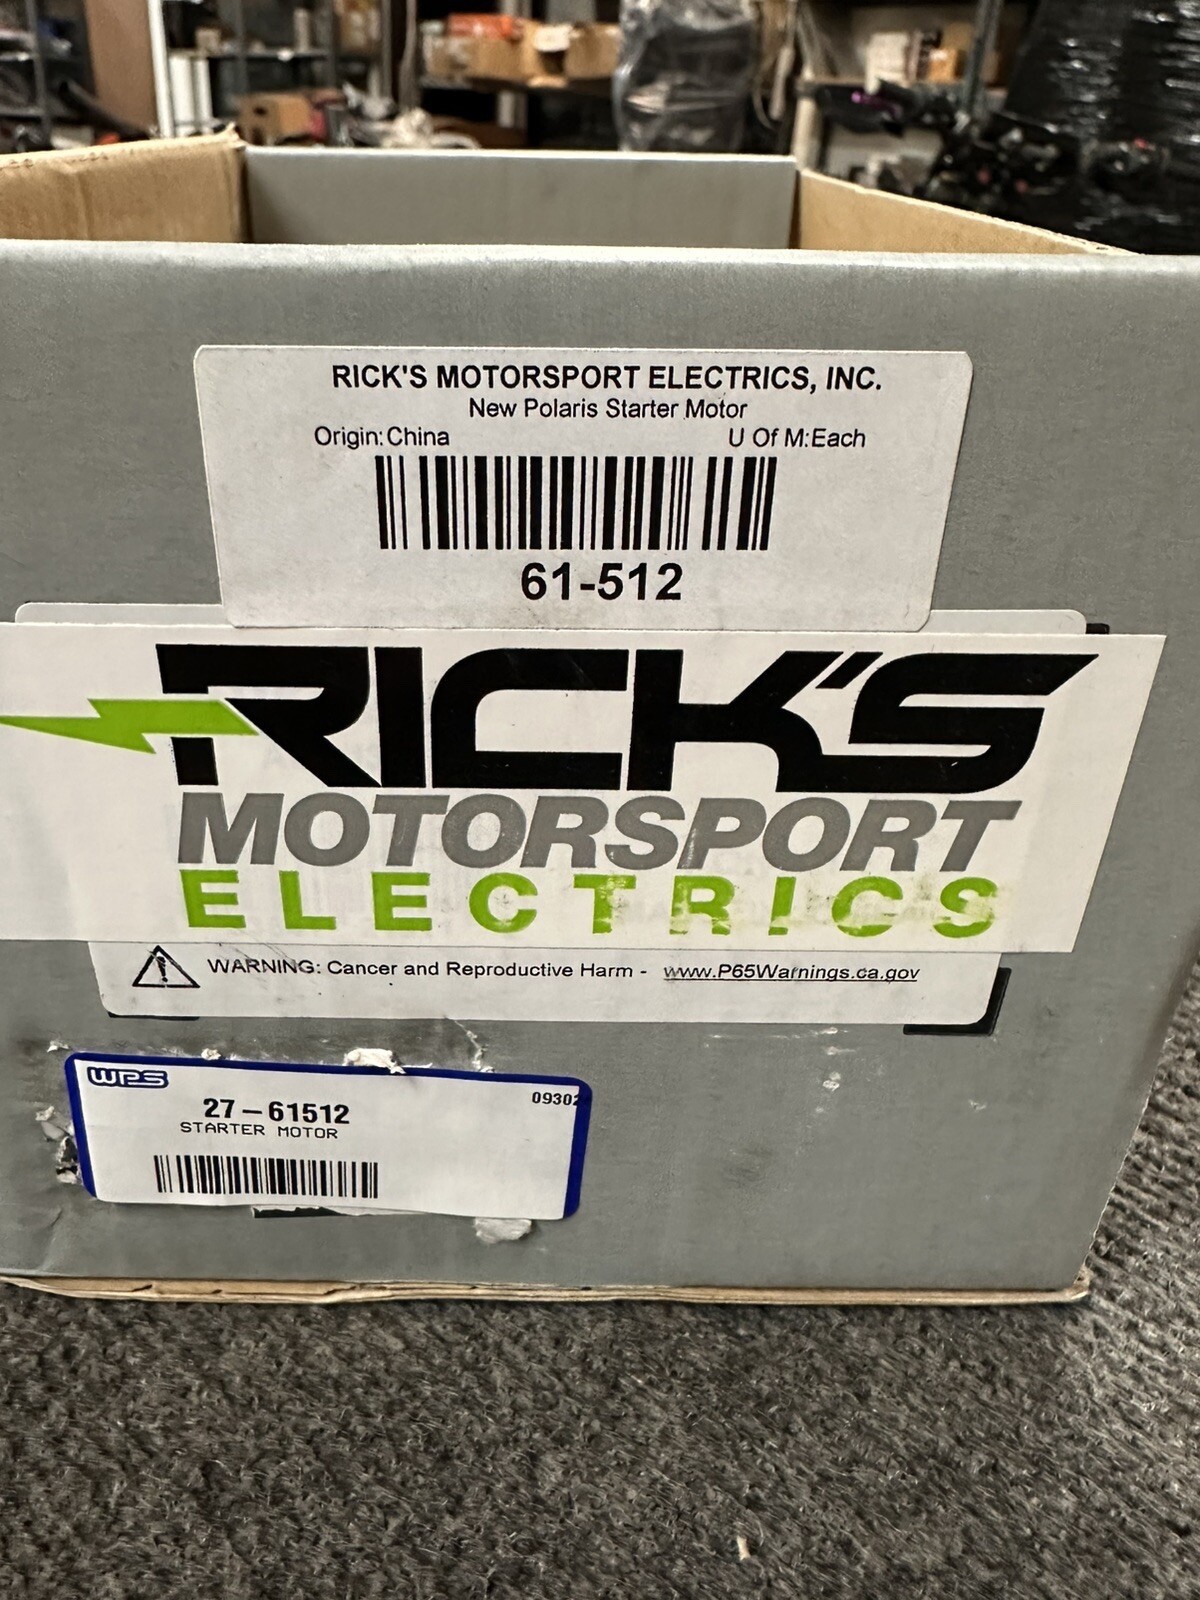 RICK'S MOTORSPORT ELECTRICS, INC.
New Polaris Starter Motor
Origin:China U Of M:Each
61-512
RICK'S
MOTORSPORT
ELECTRICS
WARNING: Cancer and Reproductive Harm - www.P65Warnings.ca.gov
WPS
09302
27-61512
STARTER MOTOR